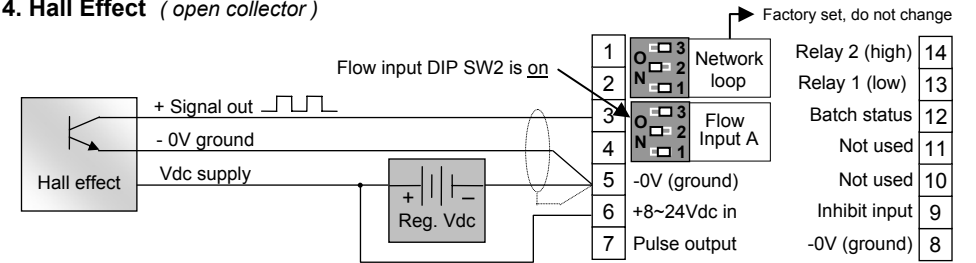 4. Hall Effect ( open collector )
Factory set, do not change
Flow input DIP SW2 is on
+ Signal out
- 0V ground
Vdc supply
Hall effect
+ –
Reg. Vdc
1
2
3
4
5 -0V (ground)
6 +8~24Vdc in
7 Pulse output
O N
3
2
1
Network
loop
O N
3
2
1
Flow
Input A
Relay 2 (high) 14
Relay 1 (low) 13
Batch status 12
Not used 11
Not used 10
Inhibit input 9
-0V (ground) 8